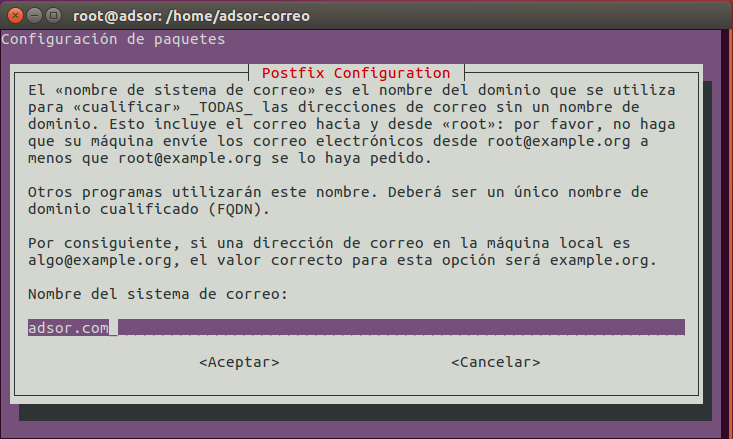 root@adsor: /home/adsor-correo
Configuración de paquetes
Postfix Configuration
El «nombre de sistema de correo» es el nombre del dominio que se utiliza
para «cualificar» _TODAS_ las direcciones de correo sin un nombre de
dominio. Esto incluye el correo hacia y desde «root»: por favor, no haga
que su máquina envíe los correo electrónicos desde root@example.org a
menos que root@example.org se lo haya pedido.
Otros programas utilizarán este nombre. Deberá ser un único nombre de
dominio cualificado (FQDN).
Por consiguiente, si una dirección de correo en la máquina local es
algo@example.org, el valor correcto para esta opción será example.org.
Nombre del sistema de correo:
adsor.com
<Aceptar> <Cancelar>